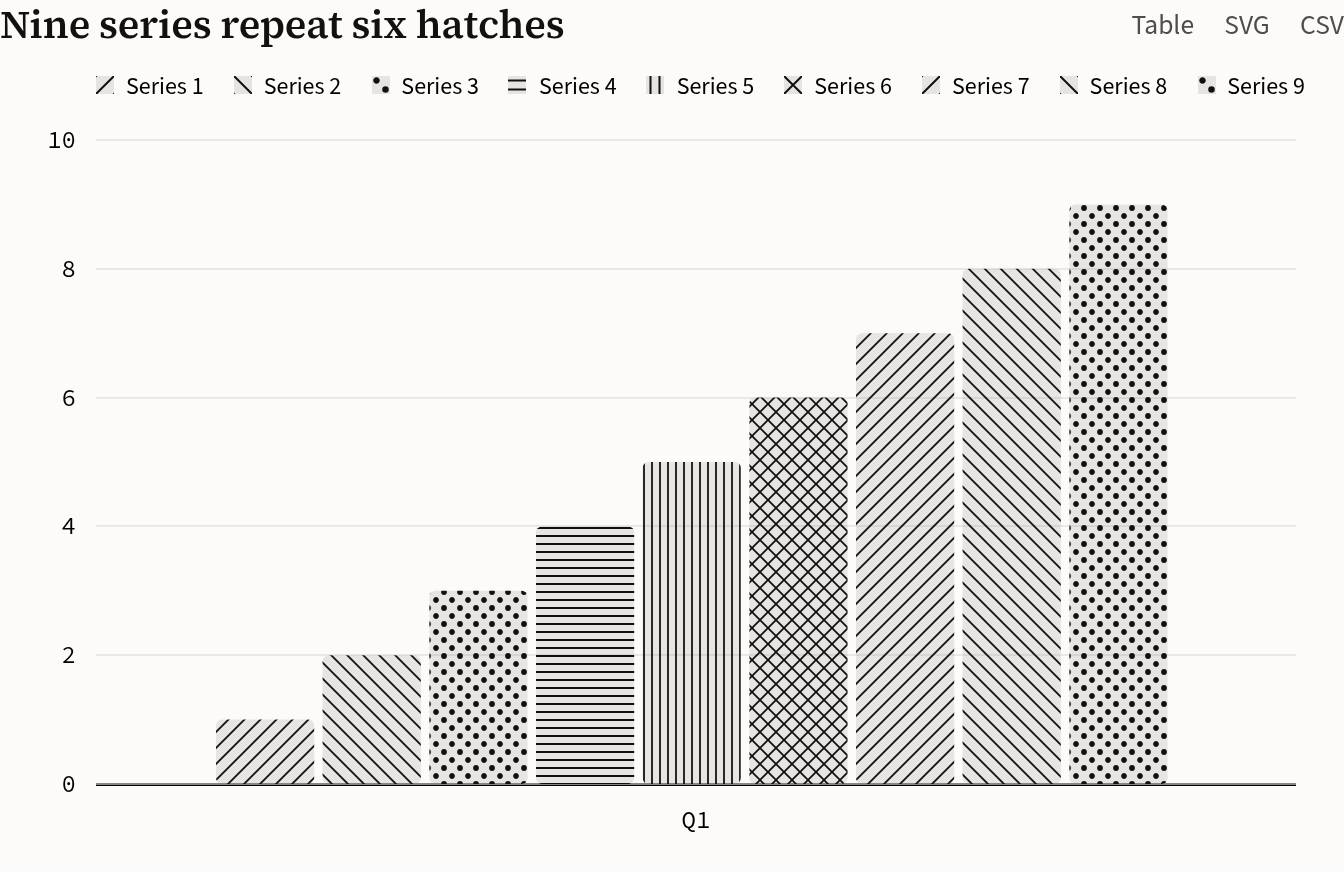 Nine series repeat six hatches
Table SVG CSV
Series 1 Series 2 Series 3 Series 4 Series 5 Series 6 Series 7 Series 8 Series 9
10
8
6
4
2
0
Q1